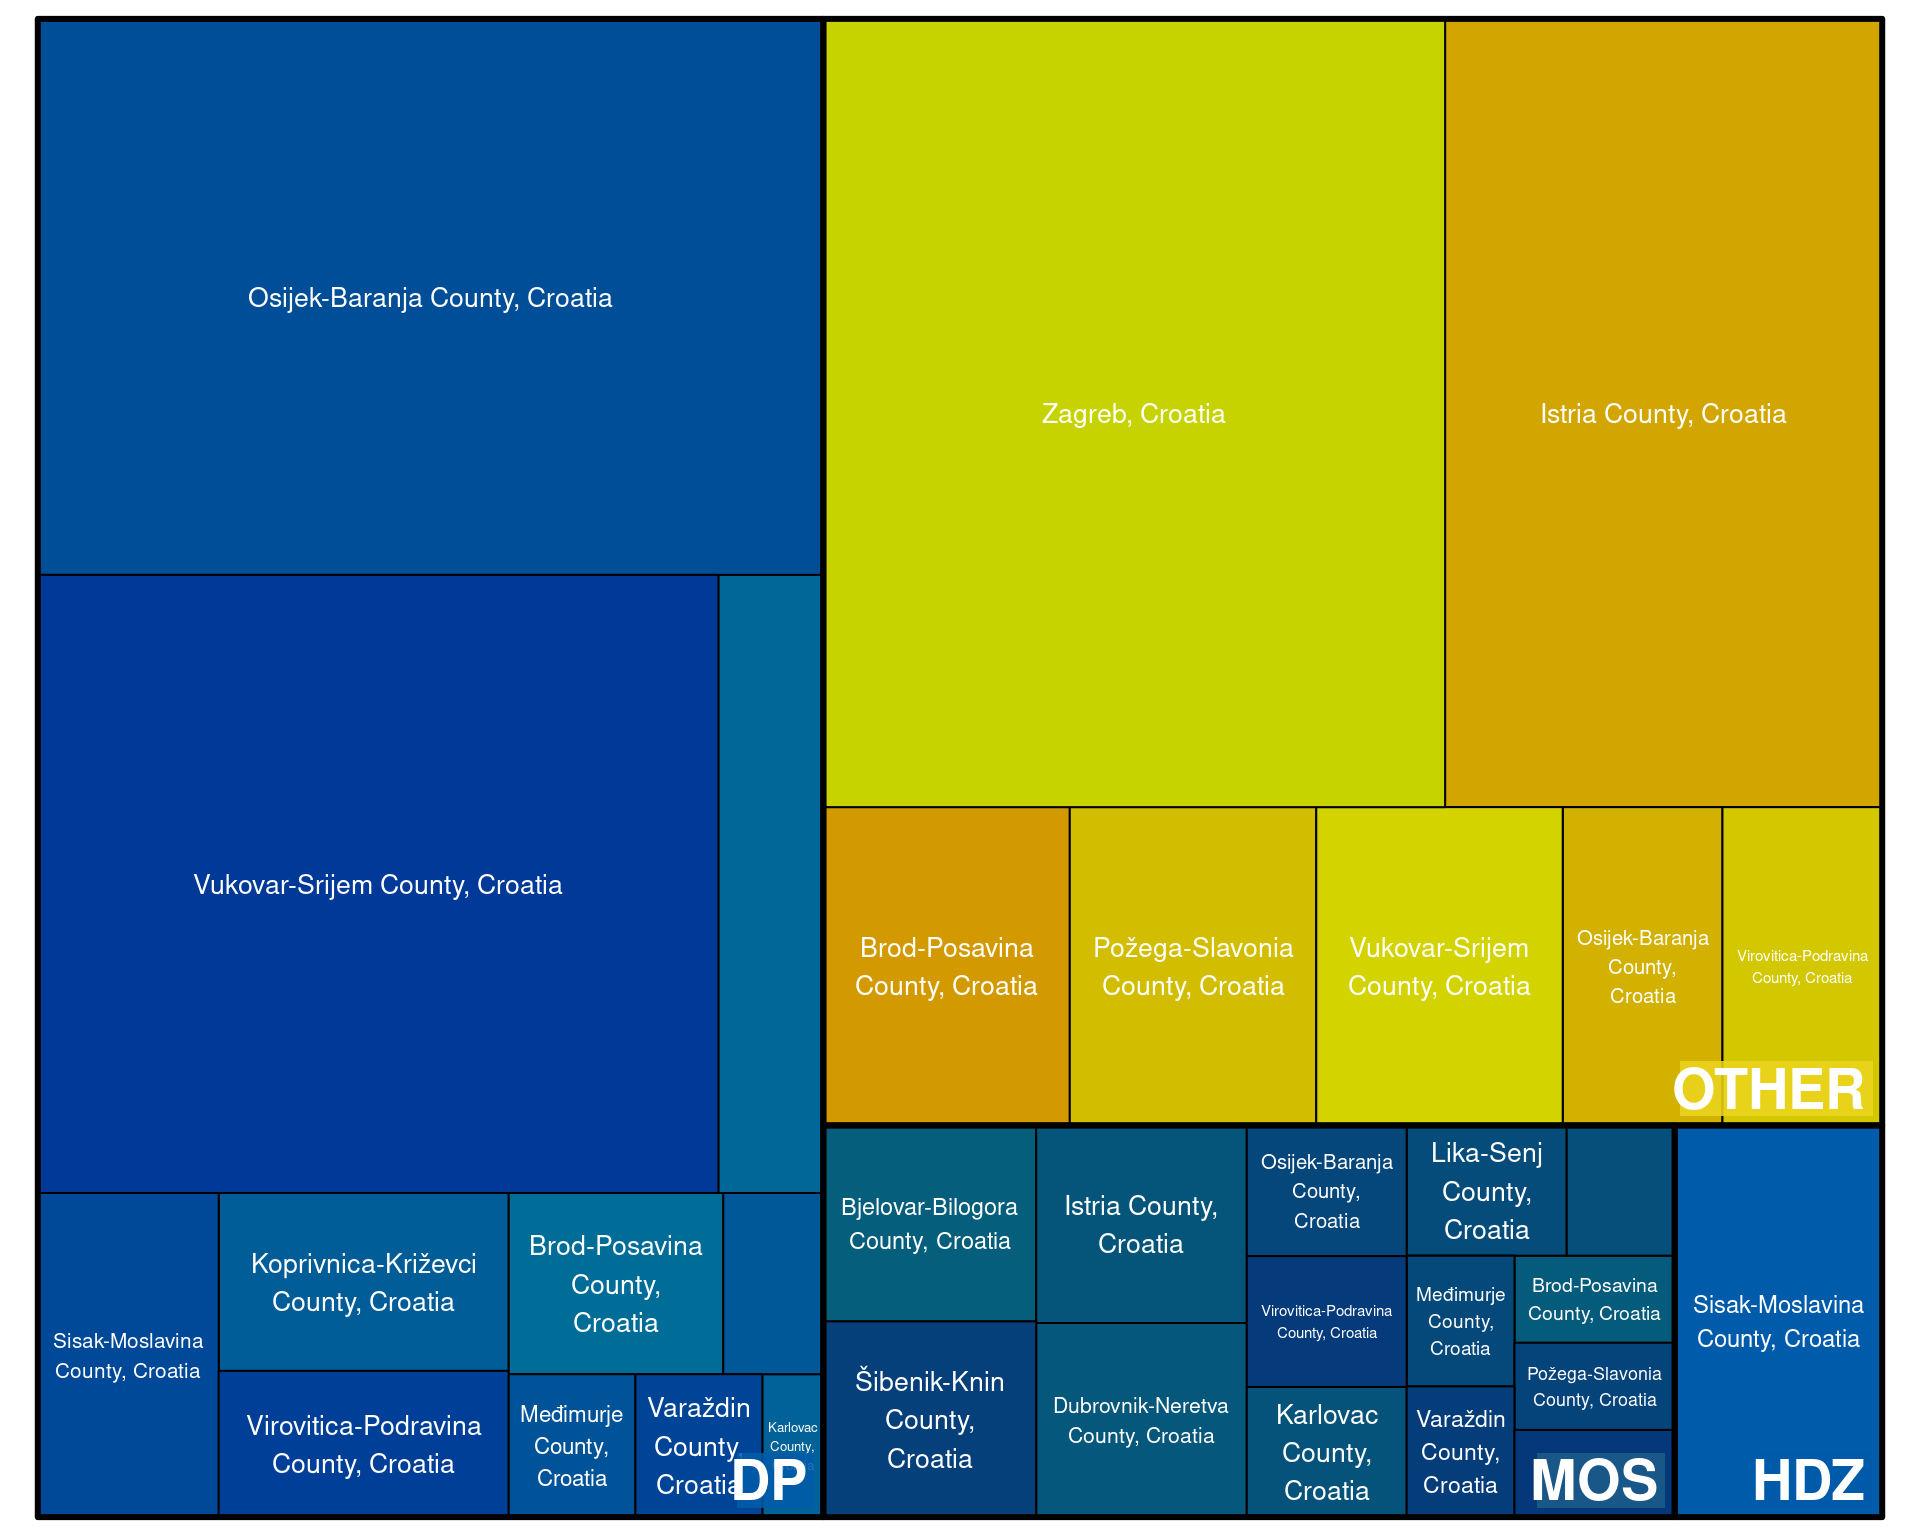 Osijek-Baranja County, Croatia
Vukovar-Srijem County, Croatia
Sisak-Moslavina
County, Croatia
Koprivnica-Križevci
County, Croatia
Virovitica-Podravina
County, Croatia
Brod-Posavina
County,
Croatia
Međimurje
County,
Croatia
Varaždin
County,
Croatia
Karlovac
County,
DP
Zagreb, Croatia
Istria County, Croatia
Brod-Posavina
County, Croatia
Požega-Slavonia
County, Croatia
Vukovar-Srijem
County, Croatia
Osijek-Baranja
County,
Croatia
Virovitica-Podravina
County, Croatia
OTHER
Bjelovar-Bilogora
County, Croatia
Šibenik-Knin
County,
Croatia
Istria County,
Croatia
Dubrovnik-Neretva
County, Croatia
Osijek-Baranja
County,
Croatia
Virovitica-Podravina
County, Croatia
Karlovac
County,
Croatia
Lika-Senj
County,
Croatia
Međimurje
County,
Croatia
Varaždin
County,
Croatia
Brod-Posavina
County, Croatia
Požega-Slavonia
County, Croatia
MOS
Sisak-Moslavina
County, Croatia
HDZ